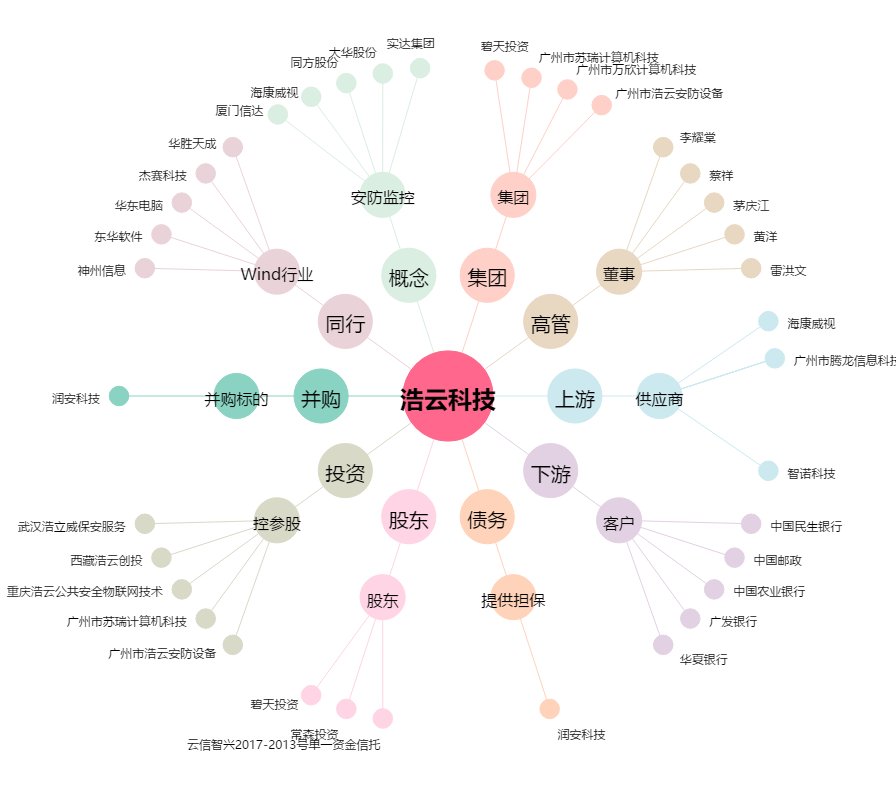 实达集团
碧天投资
大华股份
广州市苏瑞计算机科技
同方股份
广州市万欣计算机科技
海康威视
广州市浩云安防设备
厦门信达
李耀棠
华胜天成
蔡祥
杰赛科技
安防监控
集团
茅庆江
华东电脑
黄洋
东华软件
雷洪文
神州信息
Wind行业
概念
集团
董事
同行
高管
海康威视
广州市腾龙信息科技
润安科技
并购标的
并购
浩云科技
上游
供应商
投资
下游
智诺科技
武汉浩立威保安服务
控参股
股东
债务
客户
中国民生银行
西藏浩云创投
中国邮政
重庆浩云公共安全物联网技术
中国农业银行
股东
提供担保
广州市苏瑞计算机科技
广发银行
广州市浩云安防设备
华夏银行
碧天投资
常森投资
润安科技
云信智兴2017-2013号单一资金信托